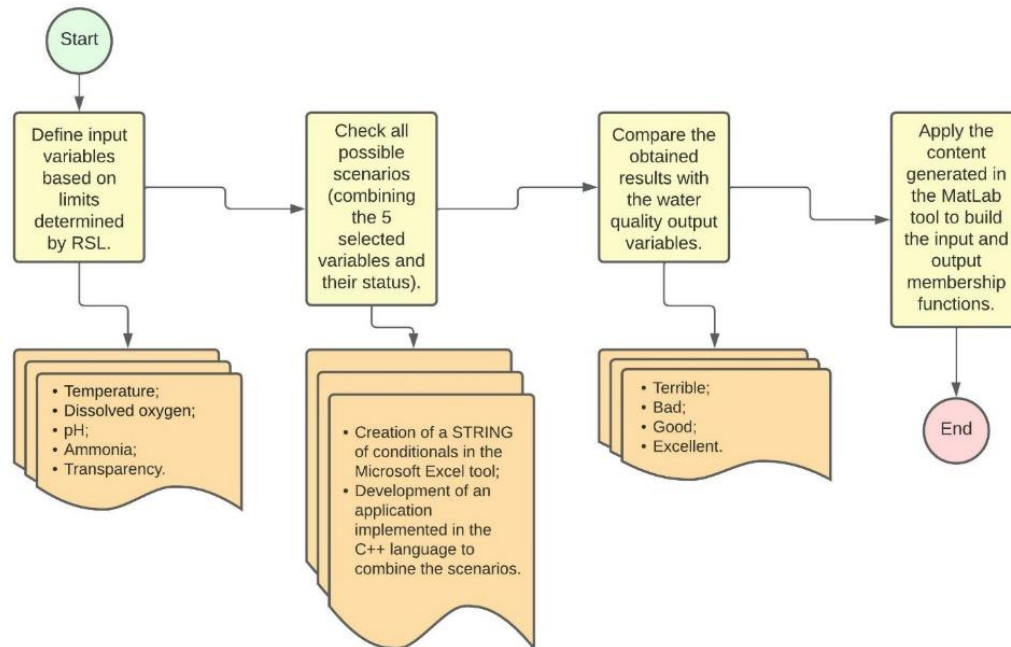 Start
Define input
variables
based on
limits
determined
by RSL.
Check all
possible
scenarios
(combining
the 5
selected
variables and
their status).
Compare the
obtained
results with
the water
quality output
variables.
Apply the
content
generated in
the MatLab
tool to build
the input and
output
membership
functions.
• Temperature;
• Dissolved oxygen;
• pH;
• Ammonia;
• Transparency.
• Creation of a STRING
of conditionals in the
Microsoft Excel tool;
• Development of an
application
implemented in the
C++ language to
combine the scenarios.
• Terrible;
• Bad;
• Good;
• Excellent.
End